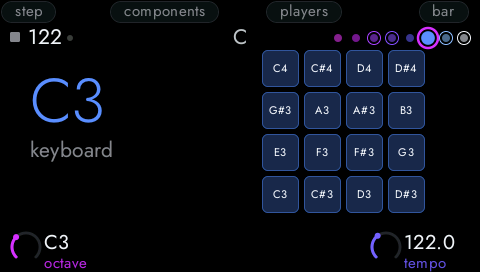 step components players bar
122 C
C4 C#4 D4 D#4
C3
G#3 A3 A#3 B3
keyboard
E3 F3 F#3 G3
C3 C#3 D3 D#3
C3 122.0
octave tempo